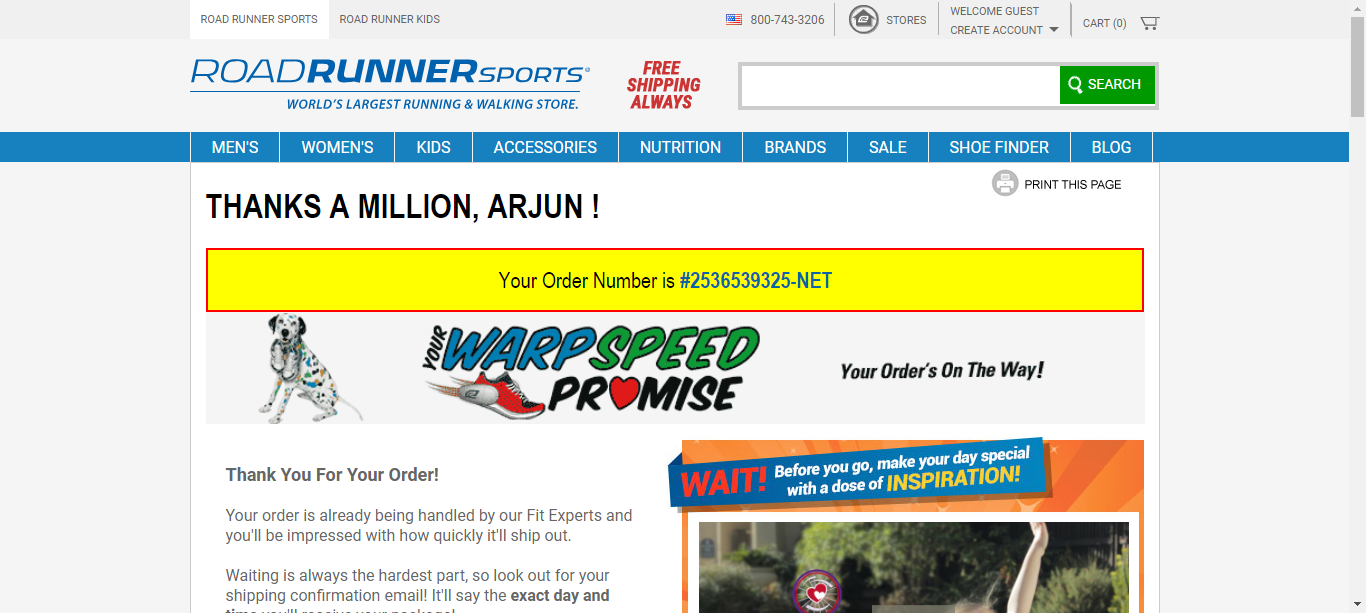 ROAD RUNNER SPORTS
ROAD RUNNER KIDS
800-743-3206
STORES
WELCOME GUEST
CREATE ACCOUNT
CART (0)
ROADRUNNERSPORTS®
WORLD'S LARGEST RUNNING & WALKING STORE.
FREE
SHIPPING
ALWAYS
SEARCH
MEN'S
WOMEN'S
KIDS
ACCESSORIES
NUTRITION
BRANDS
SALE
SHOE FINDER
BLOG
PRINT THIS PAGE
THANKS A MILLION, ARJUN !
Your Order Number is #2536539325-NET
YOUR WARPSPEED
PROMISE
Your Order's On The Way!
Thank You For Your Order!
Your order is already being handled by our Fit Experts and
you'll be impressed with how quickly it'll ship out.
Waiting is always the hardest part, so look out for your
shipping confirmation email! It'll say the exact day and
time you'll receive your package!
WAIT! Before you go, make your day special
with a dose of INSPIRATION!